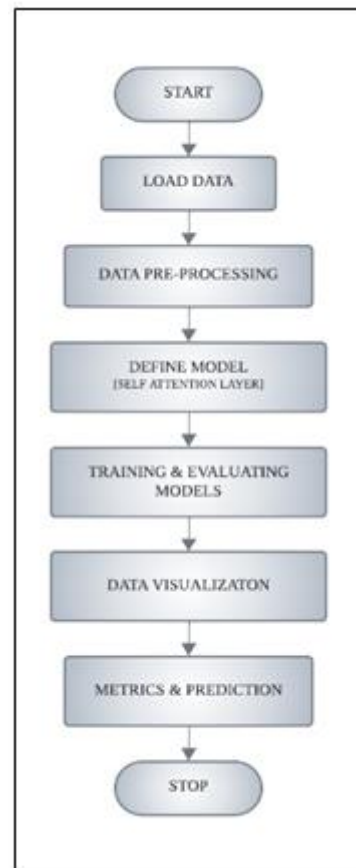 START
LOAD DATA
DATA PRE-PROCESSING
DEFINE MODEL
[SELF ATTENTION LAYER]
TRAINING & EVALUATING
MODELS
DATA VISUALIZATON
METRICS & PREDICTION
STOP